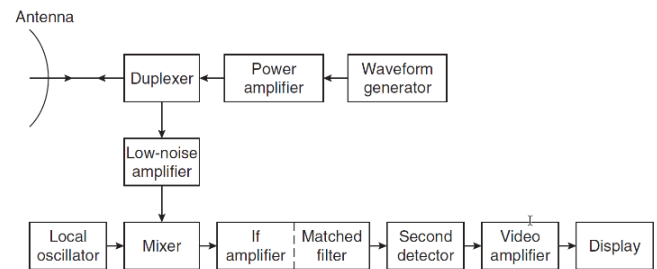 Antenna
Duplexer
Power
amplifier
Waveform
generator
Low-noise
amplifier
Local
oscillator
Mixer
If
amplifier
Matched
filter
Second
detector
Video
amplifier
Display